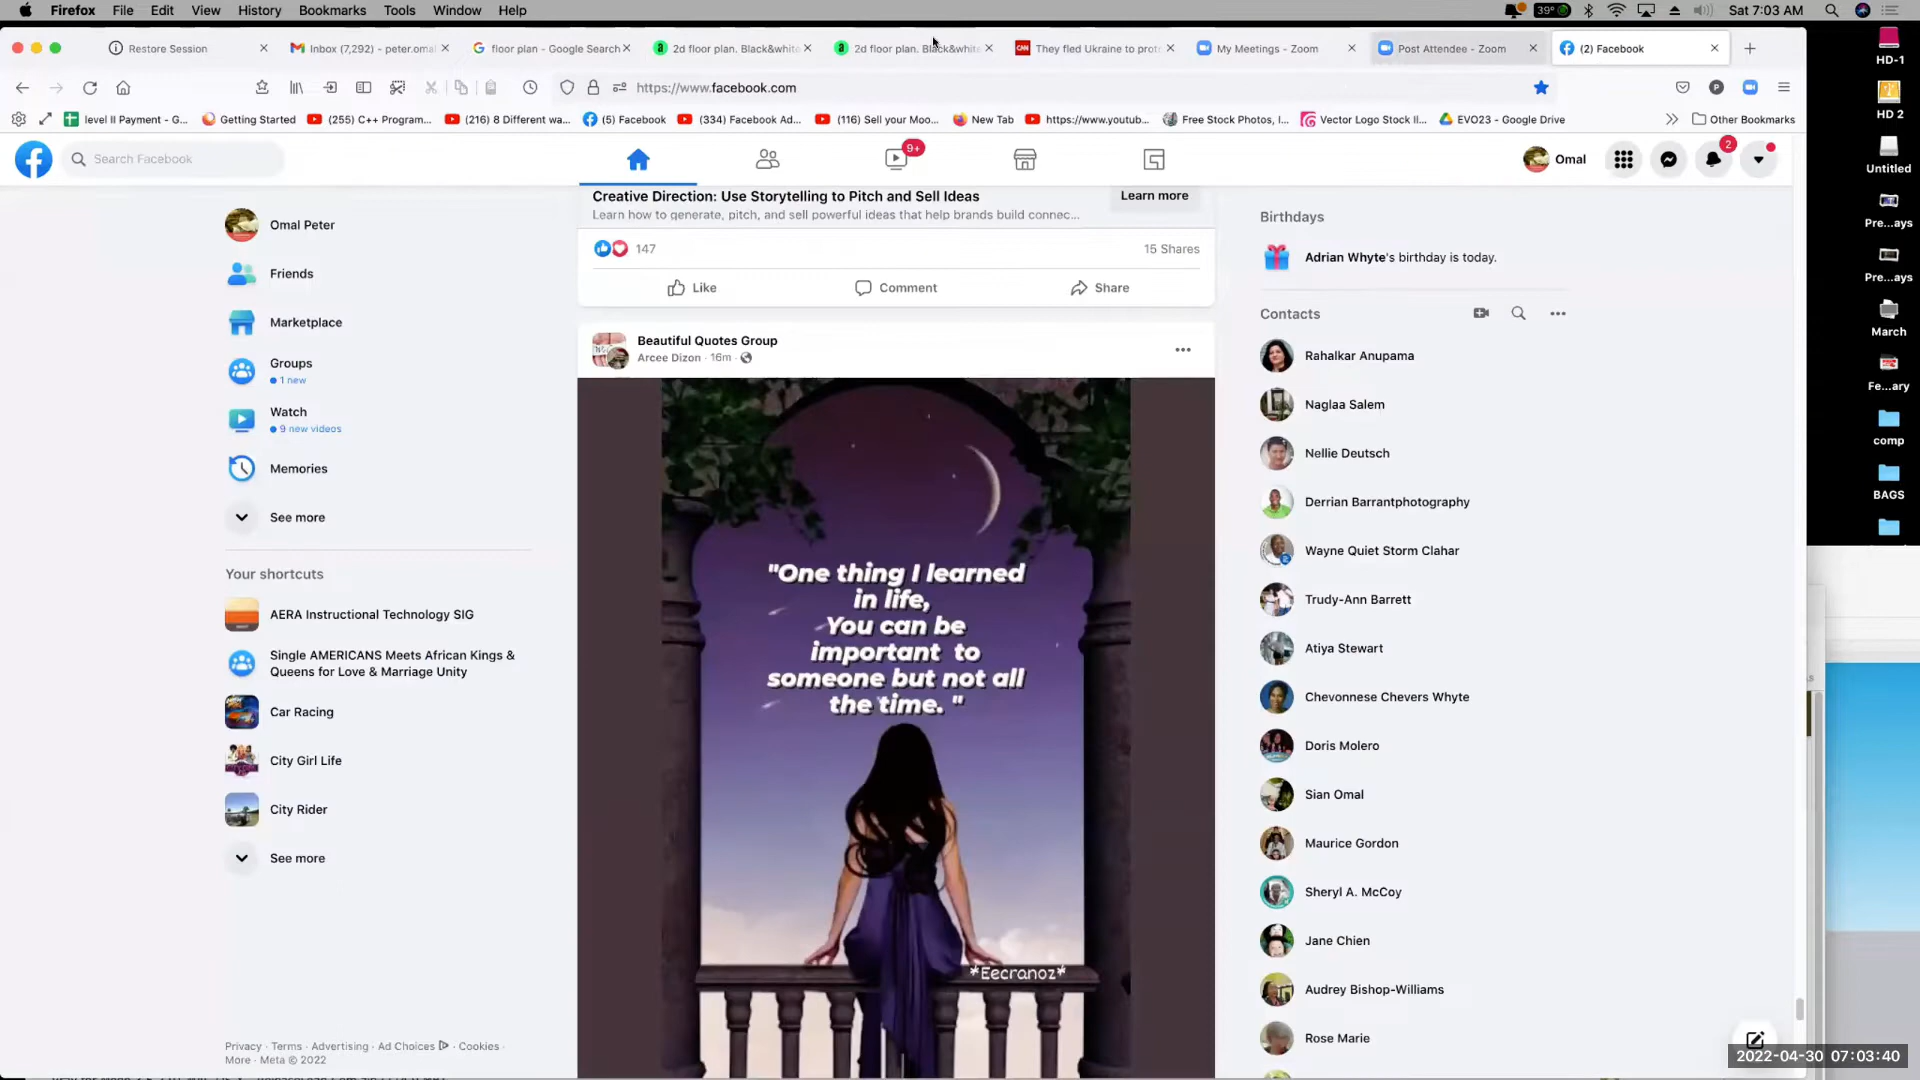 Firefox File Edit View History Bookmarks Tools Window Help
39° Sat 7:03 AM
Restore Session
Inbox (7,292) - peter.omal
floor plan - Google Search
2d floor plan. Black&white
2d floor plan. Black&white
They fled Ukraine to prot
My Meetings - Zoom
Post Attendee - Zoom
(2) Facebook
https://www.facebook.com
level II Payment - G...
Getting Started
(255) C++ Program...
(216) 8 Different wa...
(5) Facebook
(334) Facebook Ad...
(116) Sell your Moo...
New Tab
https://www.youtub...
Free Stock Photos, I...
Vector Logo Stock Il...
EVO23 - Google Drive
Other Bookmarks
Search Facebook
9+
Omal
2
Omal Peter
Friends
Marketplace
Groups
1 new
Watch
9 new videos
Memories
See more
Your shortcuts
AERA Instructional Technology SIG
Single AMERICANS Meets African Kings &
Queens for Love & Marriage Unity
Car Racing
City Girl Life
City Rider
See more
Privacy · Terms · Advertising · Ad Choices · Cookies ·
More · Meta © 2022
Creative Direction: Use Storytelling to Pitch and Sell Ideas
Learn how to generate, pitch, and sell powerful ideas that help brands build connec...
Learn more
147
15 Shares
Like
Comment
Share
Beautiful Quotes Group
Arcee Dizon · 16m ·
"One thing I learned
in life,
You can be
important to
someone but not all
the time. "
*Eecranoz*
Birthdays
Adrian Whyte's birthday is today.
Contacts
Rahalkar Anupama
Naglaa Salem
Nellie Deutsch
Derrian Barrantphotography
Wayne Quiet Storm Clahar
Trudy-Ann Barrett
Atiya Stewart
Chevonnese Chevers Whyte
Doris Molero
Sian Omal
Maurice Gordon
Sheryl A. McCoy
Jane Chien
Audrey Bishop-Williams
Rose Marie
HD-1
HD 2
Untitled
Pre...ays
Pre...ays
March
Fe...ary
comp
BAGS
2022-04-30 07:03:40